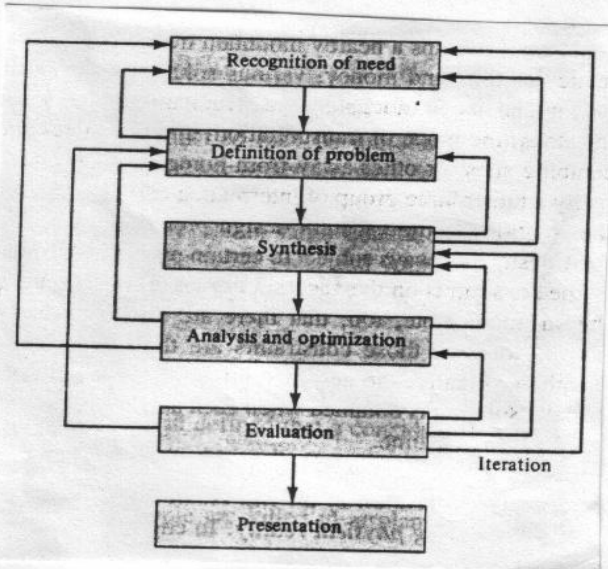 Recognition of need
Definition of problem
Synthesis
Analysis and optimization
Evaluation
Iteration
Presentation